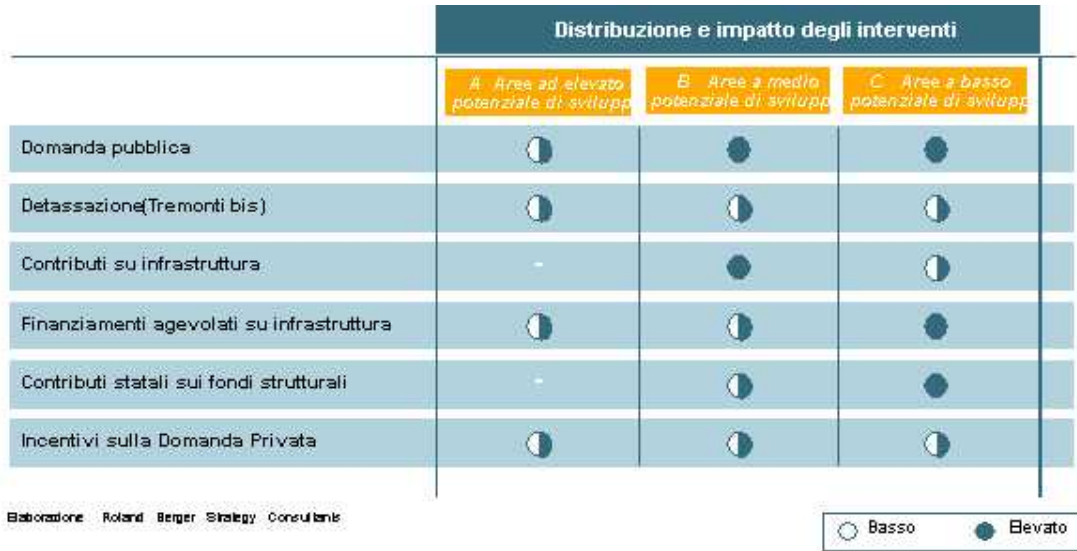 Distribuzione e impatto degli interventi
A Aree ad elevato potenziale di svilupp
B Aree a medio potenziale di svilupp
C Aree a basso potenziale di svilupp
Domanda pubblica
Detassazione(Tremonti bis)
Contributi su infrastruttura -
Finanziamenti agevolati su infrastruttura
Contributi statali sui fondi strutturali -
Incentivi sulla Domanda Privata
Elaborazione Roland Berger Strategy Consultants
Basso Elevato